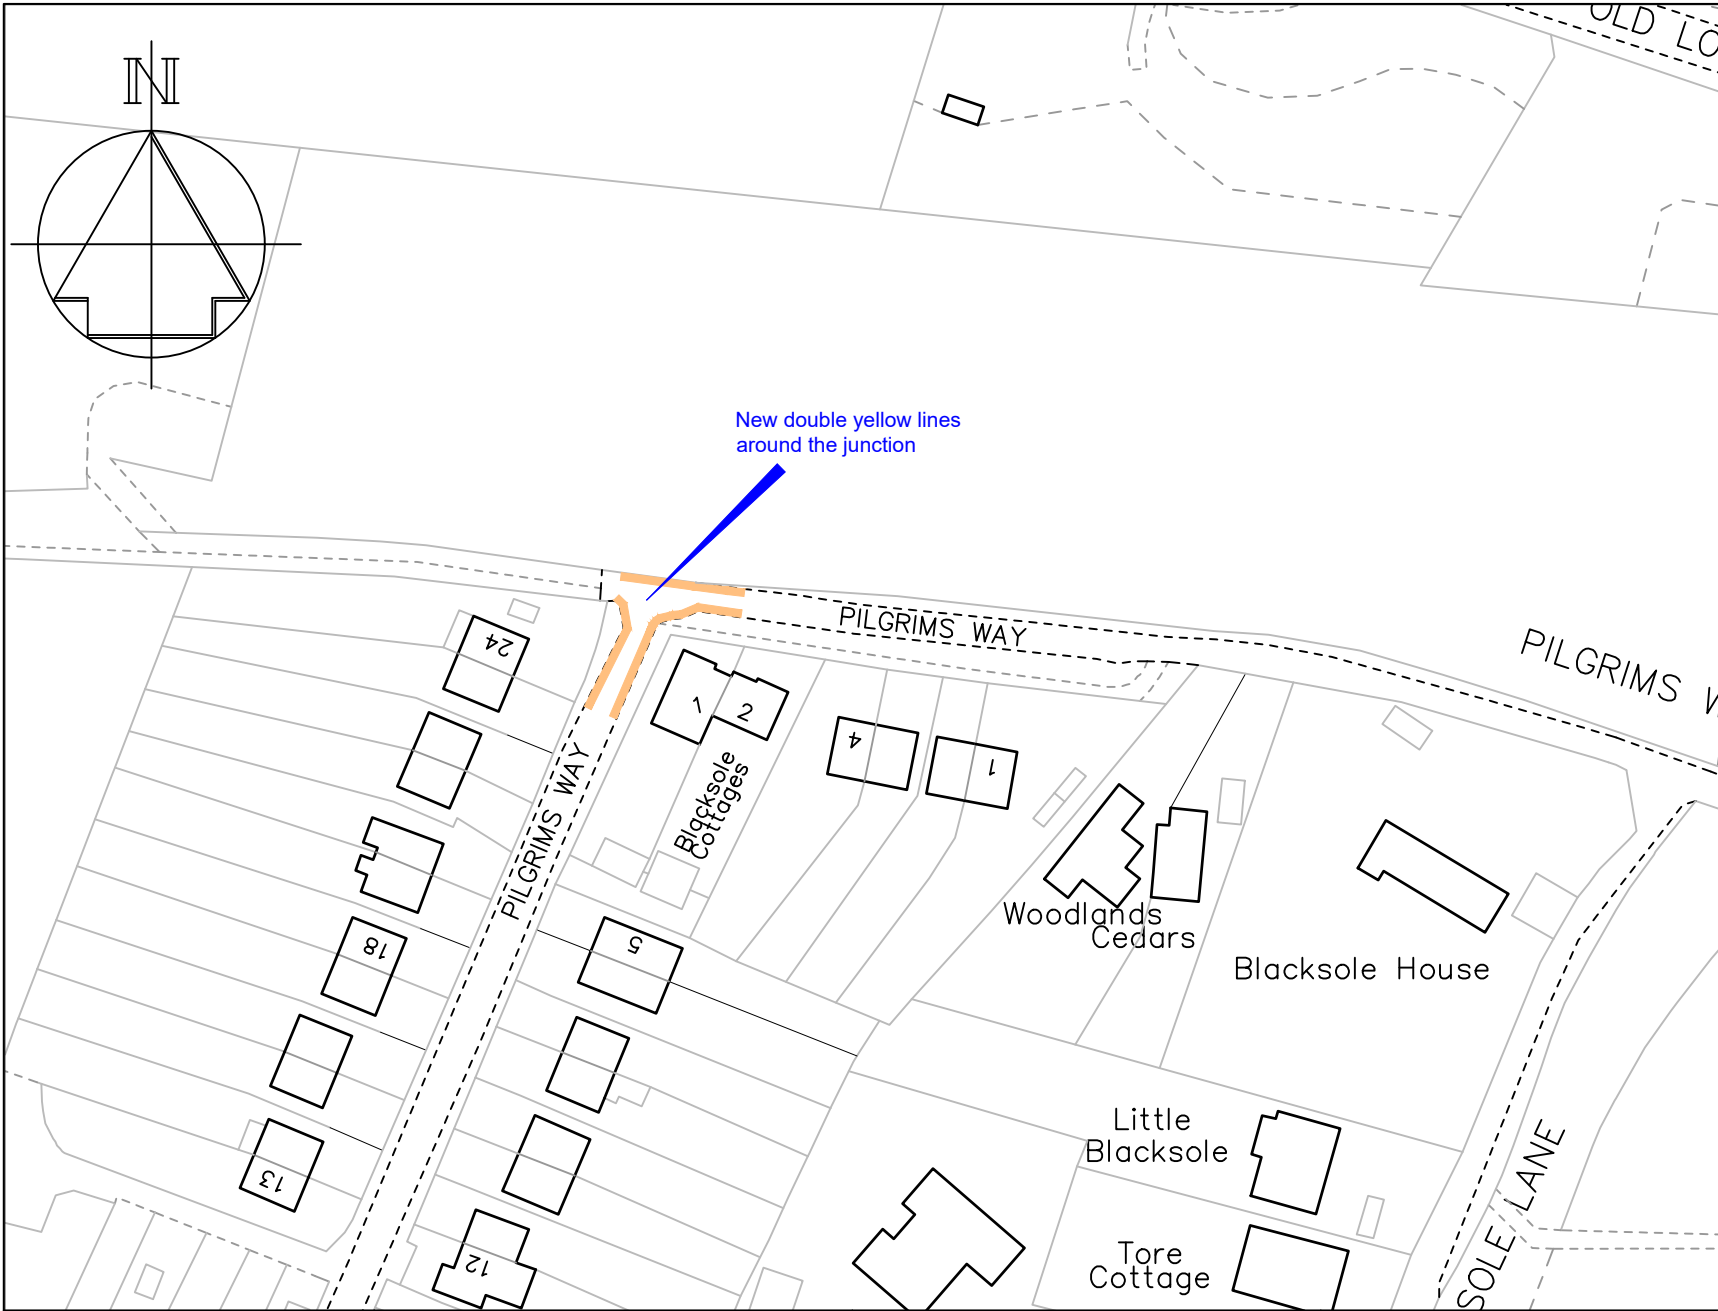 N
OLD LO
New double yellow lines
around the junction
PILGRIMS WAY
PILGRIMS W
24
1
2
4
1
Blacksole
Cottages
PILGRIMS WAY
Woodlands
Cedars
Blacksole House
18
5
13
12
Little
Blacksole
Tore
Cottage
SOLE LANE